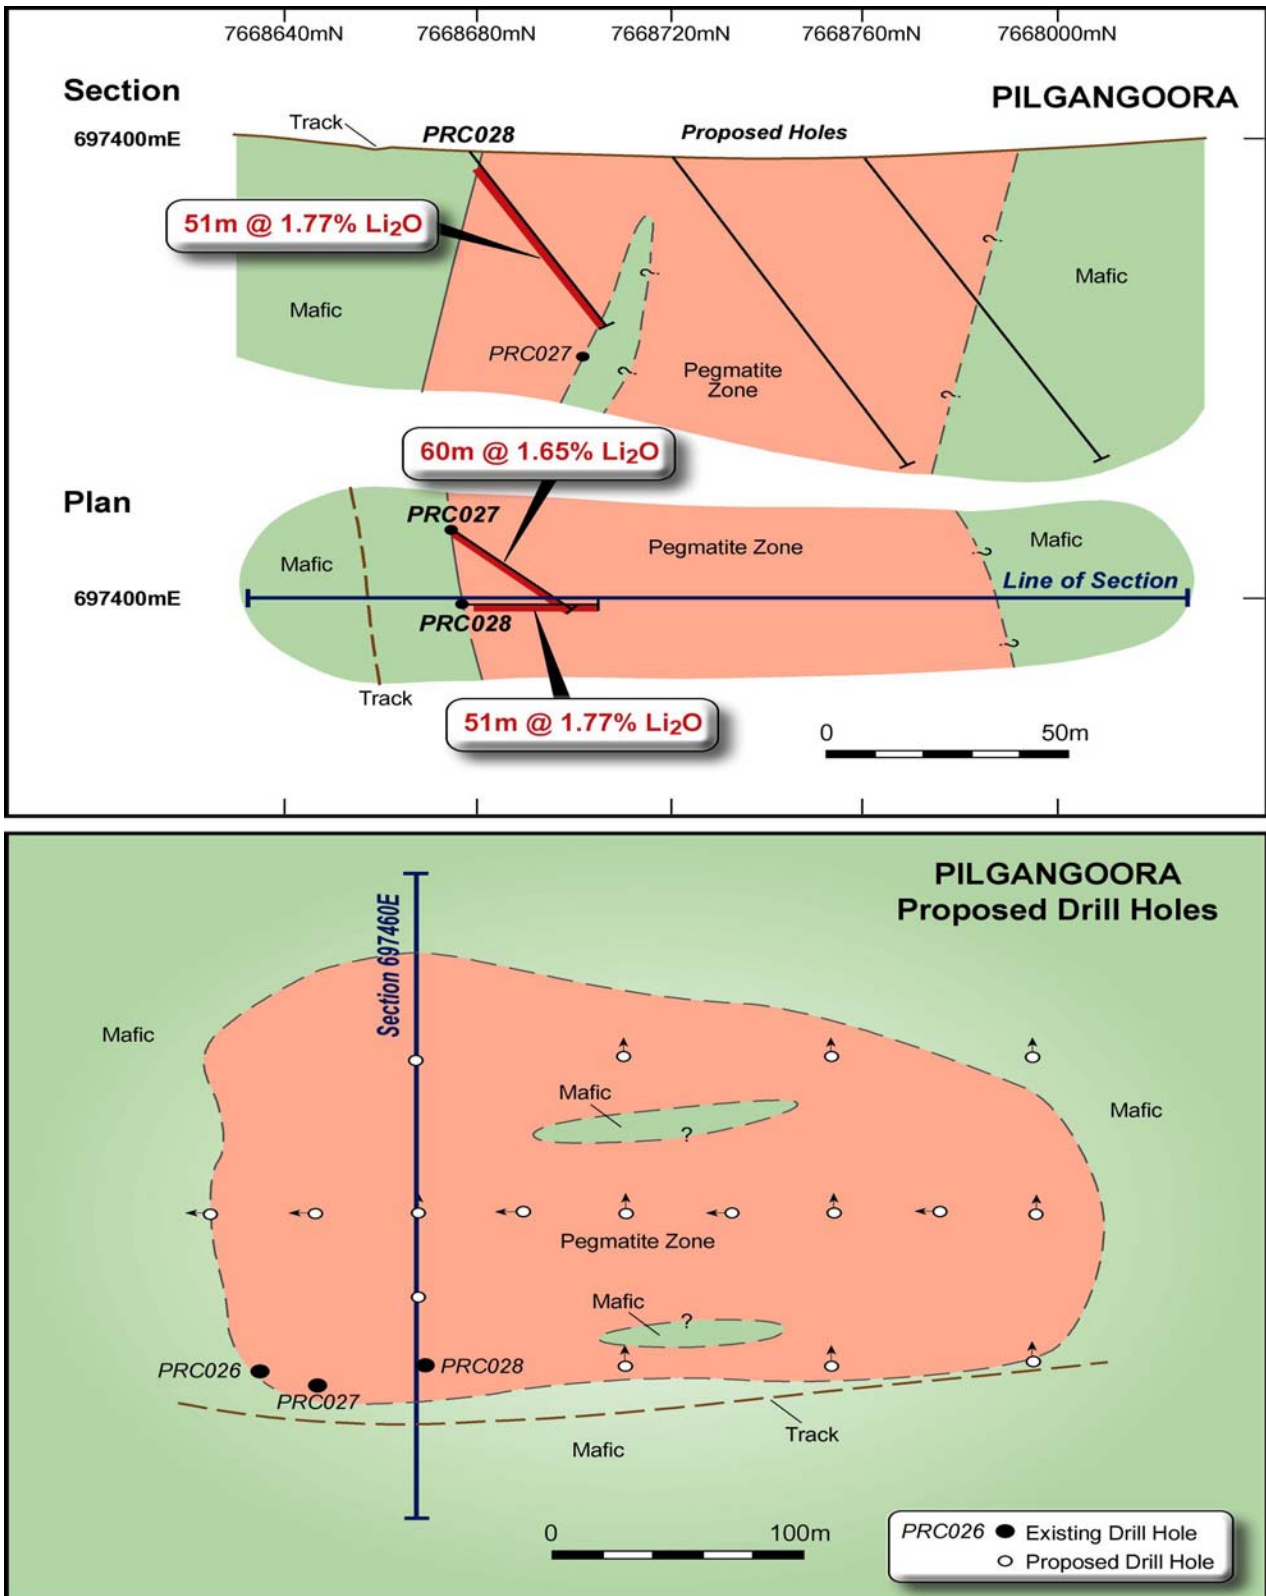 7668640mN 7668680mN 7668720mN 7668760mN 7668000mN
Section
PILGANGOORA
697400mE
Track
PRC028
Proposed Holes
51m @ 1.77% Li₂O
Mafic
?
?
Mafic
PRC027
?
Pegmatite
Zone
?
60m @ 1.65% Li₂O
Plan
PRC027
Mafic
Pegmatite Zone
?
Mafic
Line of Section
697400mE
PRC028
?
Track
51m @ 1.77% Li₂O
0 50m
PILGANGOORA
Proposed Drill Holes
Section 697460E
Mafic
Mafic
?
Mafic
Pegmatite Zone
Mafic
?
PRC026
PRC027
PRC028
Track
Mafic
0 100m
PRC026 Existing Drill Hole
Proposed Drill Hole